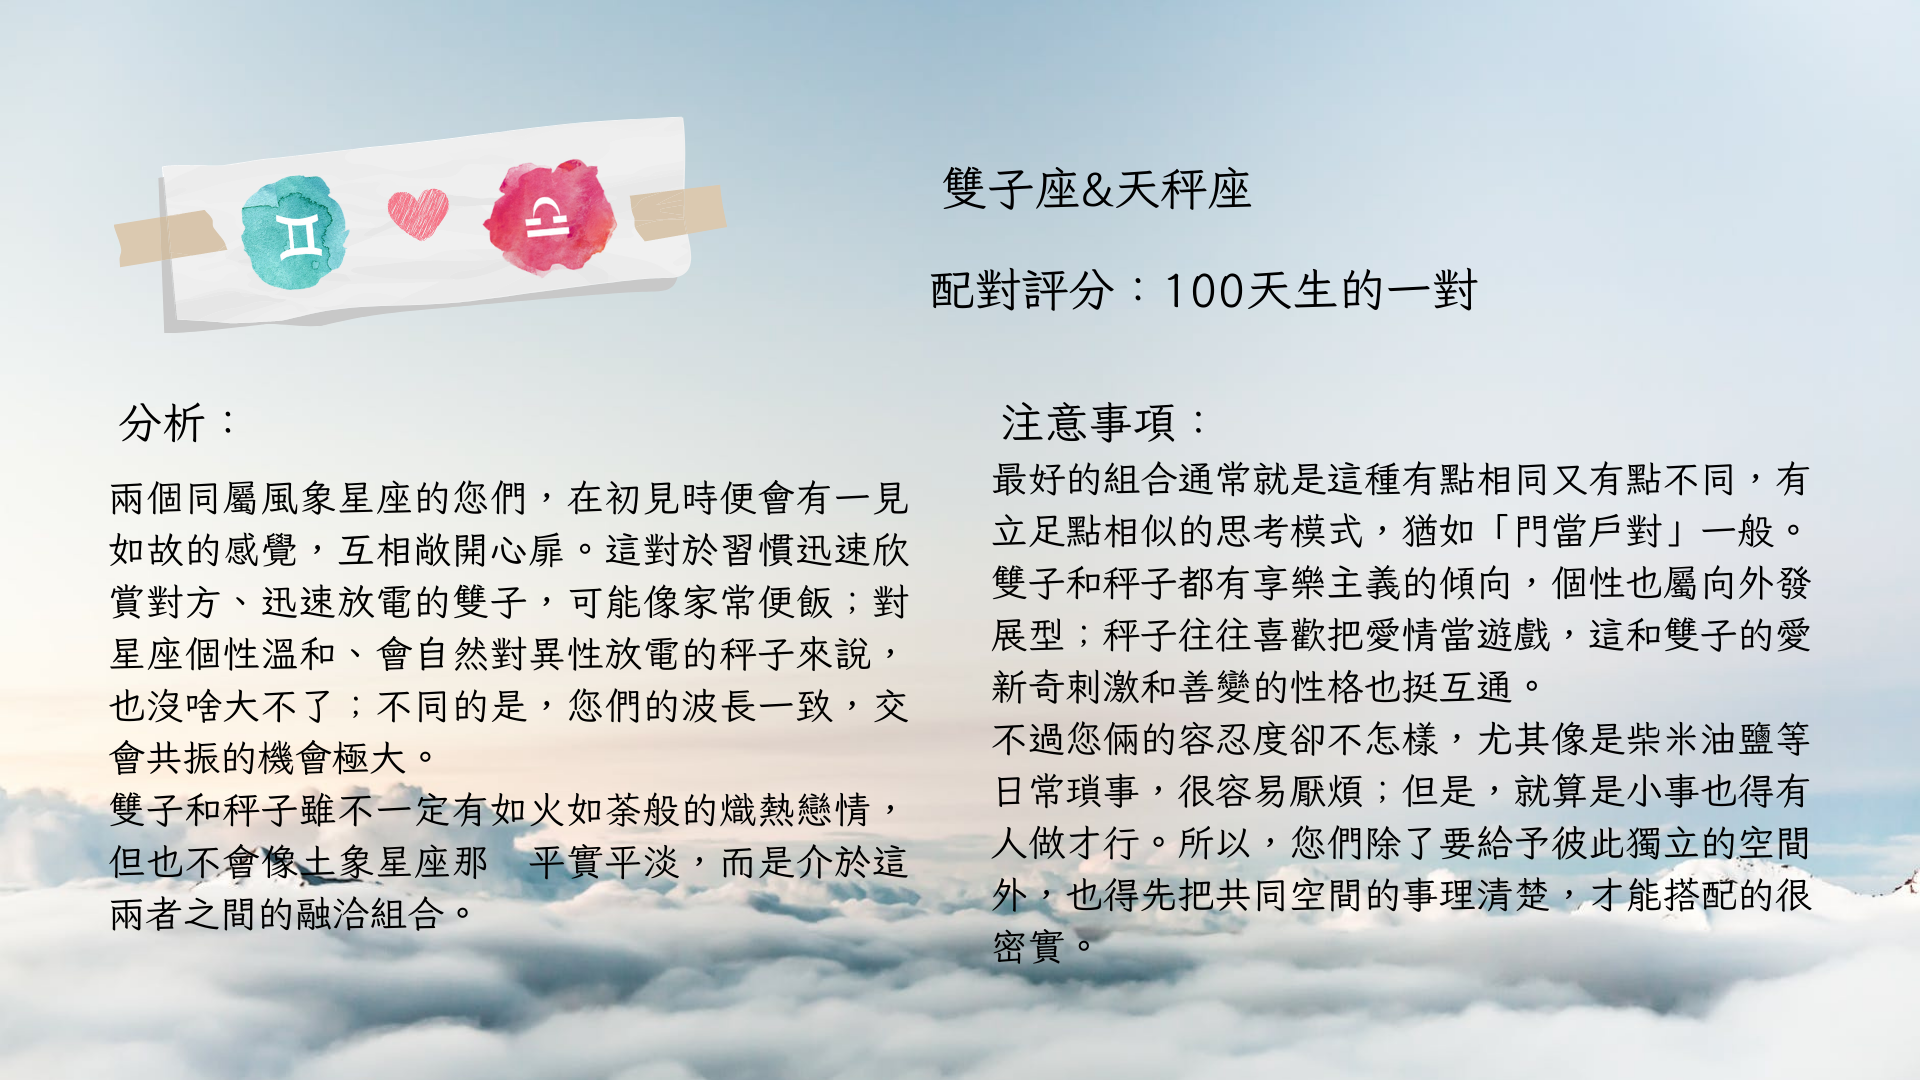 雙子座&天秤座
配對評分：100天生的一對
分析：
兩個同屬風象星座的您們，在初見時便會有一見
如故的感覺，互相敞開心扉。這對於習慣迅速欣
賞對方、迅速放電的雙子，可能像家常便飯；對
星座個性溫和、會自然對異性放電的秤子來說，
也沒啥大不了；不同的是，您們的波長一致，交
會共振的機會極大。
雙子和秤子雖不一定有如火如荼般的熾熱戀情，
但也不會像土象星座那　平實平淡，而是介於這
兩者之間的融洽組合。
注意事項：
最好的組合通常就是這種有點相同又有點不同，有
立足點相似的思考模式，猶如「門當戶對」一般。
雙子和秤子都有享樂主義的傾向，個性也屬向外發
展型；秤子往往喜歡把愛情當遊戲，這和雙子的愛
新奇刺激和善變的性格也挺互通。
不過您倆的容忍度卻不怎樣，尤其像是柴米油鹽等
日常瑣事，很容易厭煩；但是，就算是小事也得有
人做才行。所以，您們除了要給予彼此獨立的空間
外，也得先把共同空間的事理清楚，才能搭配的很
密實。